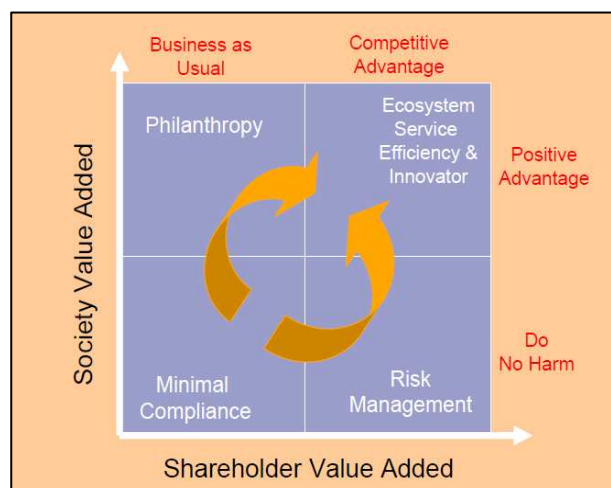 Business as
Usual
Competitive
Advantage
Philanthropy
Ecosystem
Service
Efficiency &
Innovator
Positive
Advantage
Society Value Added
Minimal
Compliance
Risk
Management
Do
No Harm
Shareholder Value Added